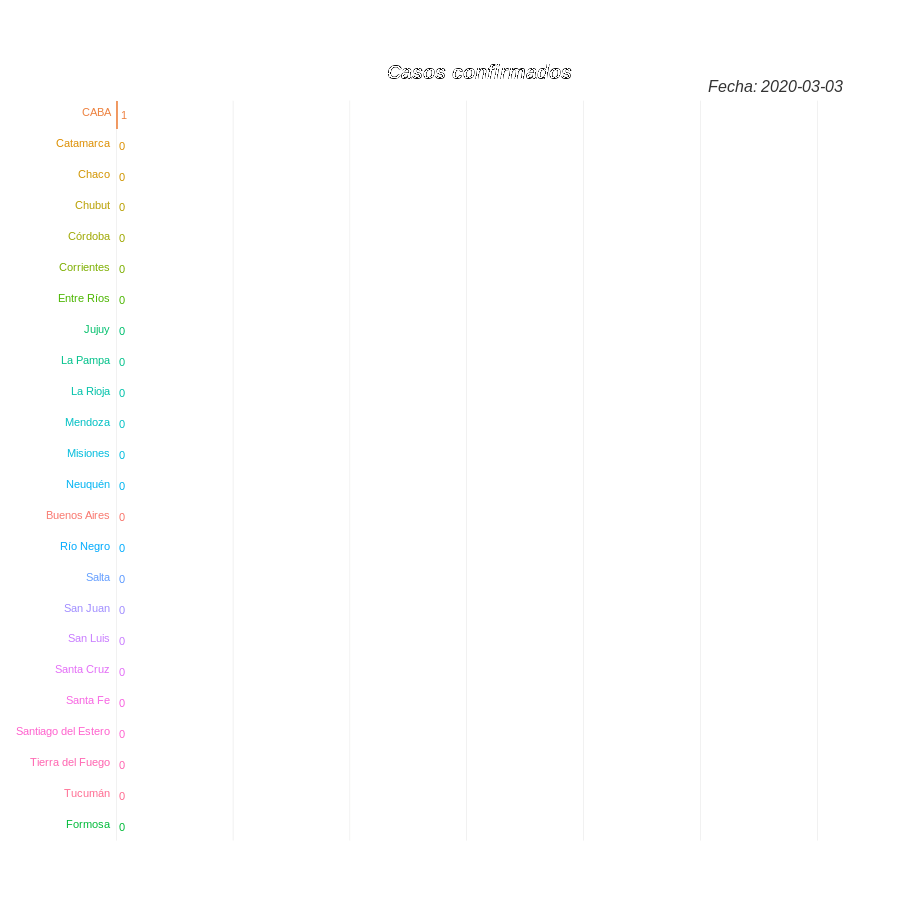 Casos confirmados
Fecha: 2020-03-03
CABA 1
Catamarca 0
Chaco 0
Chubut 0
Córdoba 0
Corrientes 0
Entre Ríos 0
Jujuy 0
La Pampa 0
La Rioja 0
Mendoza 0
Misiones 0
Neuquén 0
Buenos Aires 0
Río Negro 0
Salta 0
San Juan 0
San Luis 0
Santa Cruz 0
Santa Fe 0
Santiago del Estero 0
Tierra del Fuego 0
Tucumán 0
Formosa 0